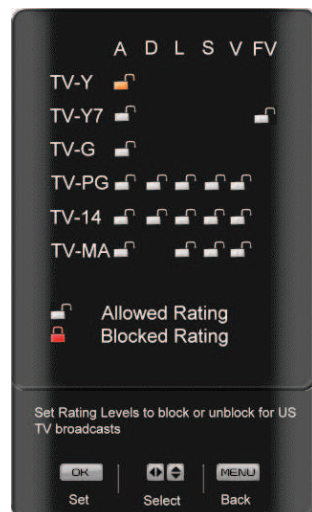 A D L S V FV
TV-Y
TV-Y7
TV-G
TV-PG
TV-14
TV-MA
Allowed Rating
Blocked Rating
Set Rating Levels to block or unblock for US
TV broadcasts
OK MENU
Set Select Back